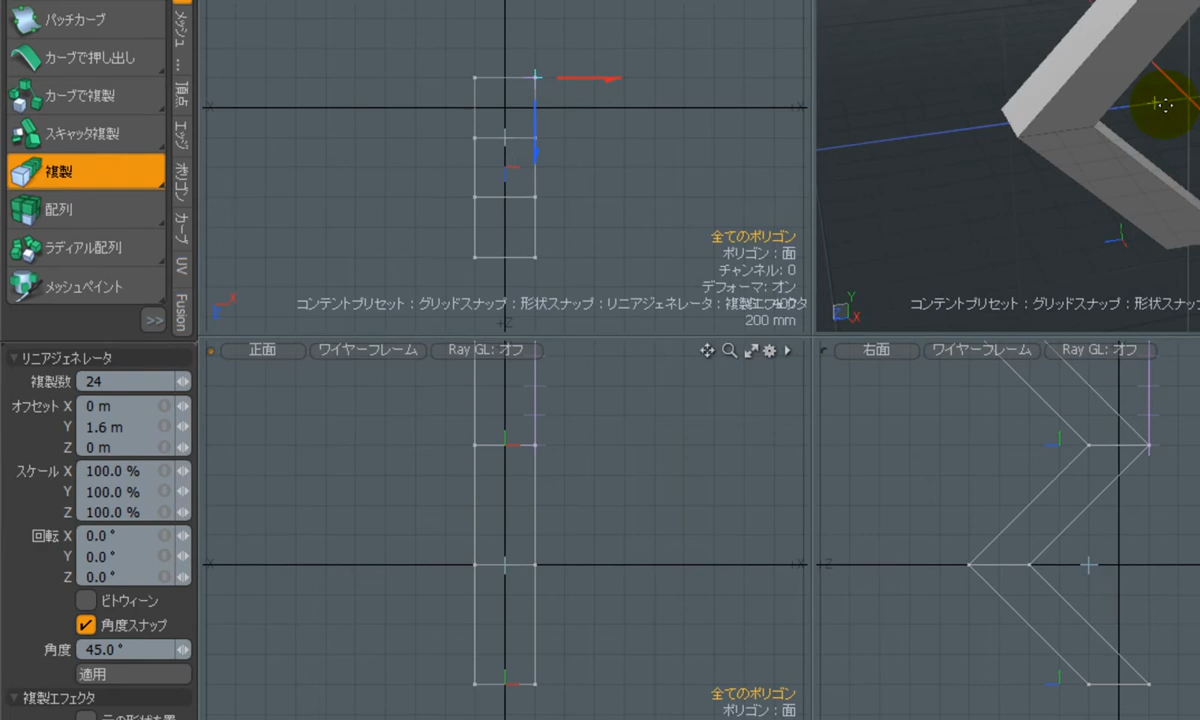 パッチカーブ
カーブで押し出し
カーブで複製
スキャッタ複製
複製
配列
ラディアル配列
メッシュペイント
>>
メッシュ ...
頂点
エッジ
ポリゴン
カーブ
UV
Fusion
全てのポリゴン
ポリゴン : 面
チャンネル: 0
デフォーマ: オン
コンテントプリセット : グリッドスナップ : 形状スナップ : リニアジェネレータ : 複製エフェクタ
200 mm
X
Z
+X
+Z
Y
X
コンテントプリセット : グリッドスナップ : 形状スナッ
リニアジェネレータ
複製数 24
オフセット X 0 m
Y 1.6 m
Z 0 m
スケール X 100.0 %
Y 100.0 %
Z 100.0 %
回転 X 0.0 °
Y 0.0 °
Z 0.0 °
ビトウィーン
角度スナップ
角度 45.0 °
適用
複製エフェクタ
正面 ワイヤーフレーム Ray GL: オフ
全てのポリゴン
ポリゴン : 面
右面 ワイヤーフレーム Ray GL: オフ